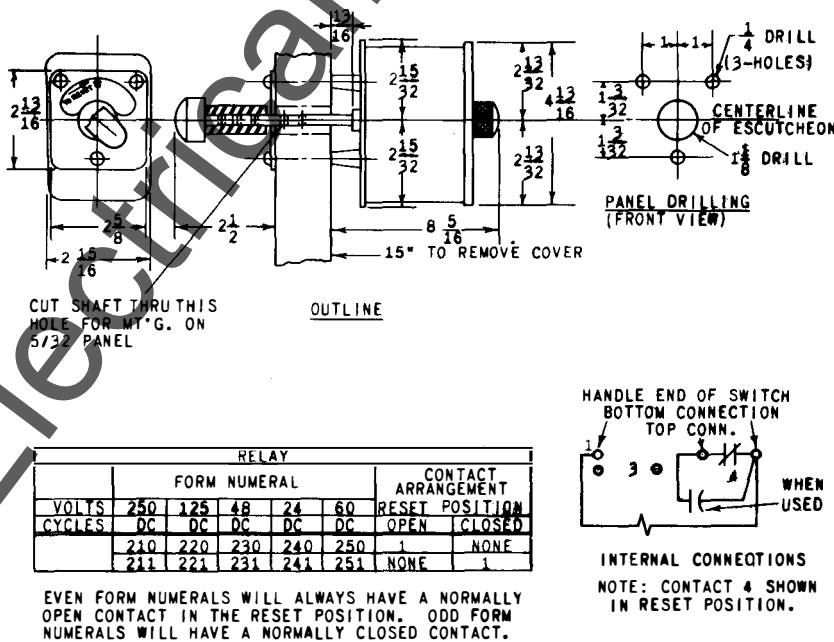 13/16
1/4 DRILL
(3-HOLES)
1 1
2 13/16
2 15/32
2 15/32
2 13/32
2 13/32
4 13/16
1 3/32
1 3/32
CENTERLINE
OF ESCUTCHEON
1 1/8 DRILL
PANEL DRILLING
(FRONT VIEW)
2 5/8
2 15/16
2 1/2
8 5/16
15" TO REMOVE COVER
CUT SHAFT THRU THIS
HOLE FOR MT'G. ON
5/32 PANEL
OUTLINE
Electrical
HANDLE END OF SWITCH
BOTTOM CONNECTION
TOP CONN.
1
3
4
WHEN
USED
INTERNAL CONNECTIONS
NOTE: CONTACT 4 SHOWN
IN RESET POSITION.
RELAY
FORM NUMERAL CONTACT ARRANGEMENT
VOLTS 250 125 48 24 60 RESET POSITION
CYCLES DC DC DC DC DC OPEN CLOSED
210 220 230 240 250 1 NONE
211 221 231 241 251 NONE 1
EVEN FORM NUMERALS WILL ALWAYS HAVE A NORMALLY
OPEN CONTACT IN THE RESET POSITION. ODD FORM
NUMERALS WILL HAVE A NORMALLY CLOSED CONTACT.